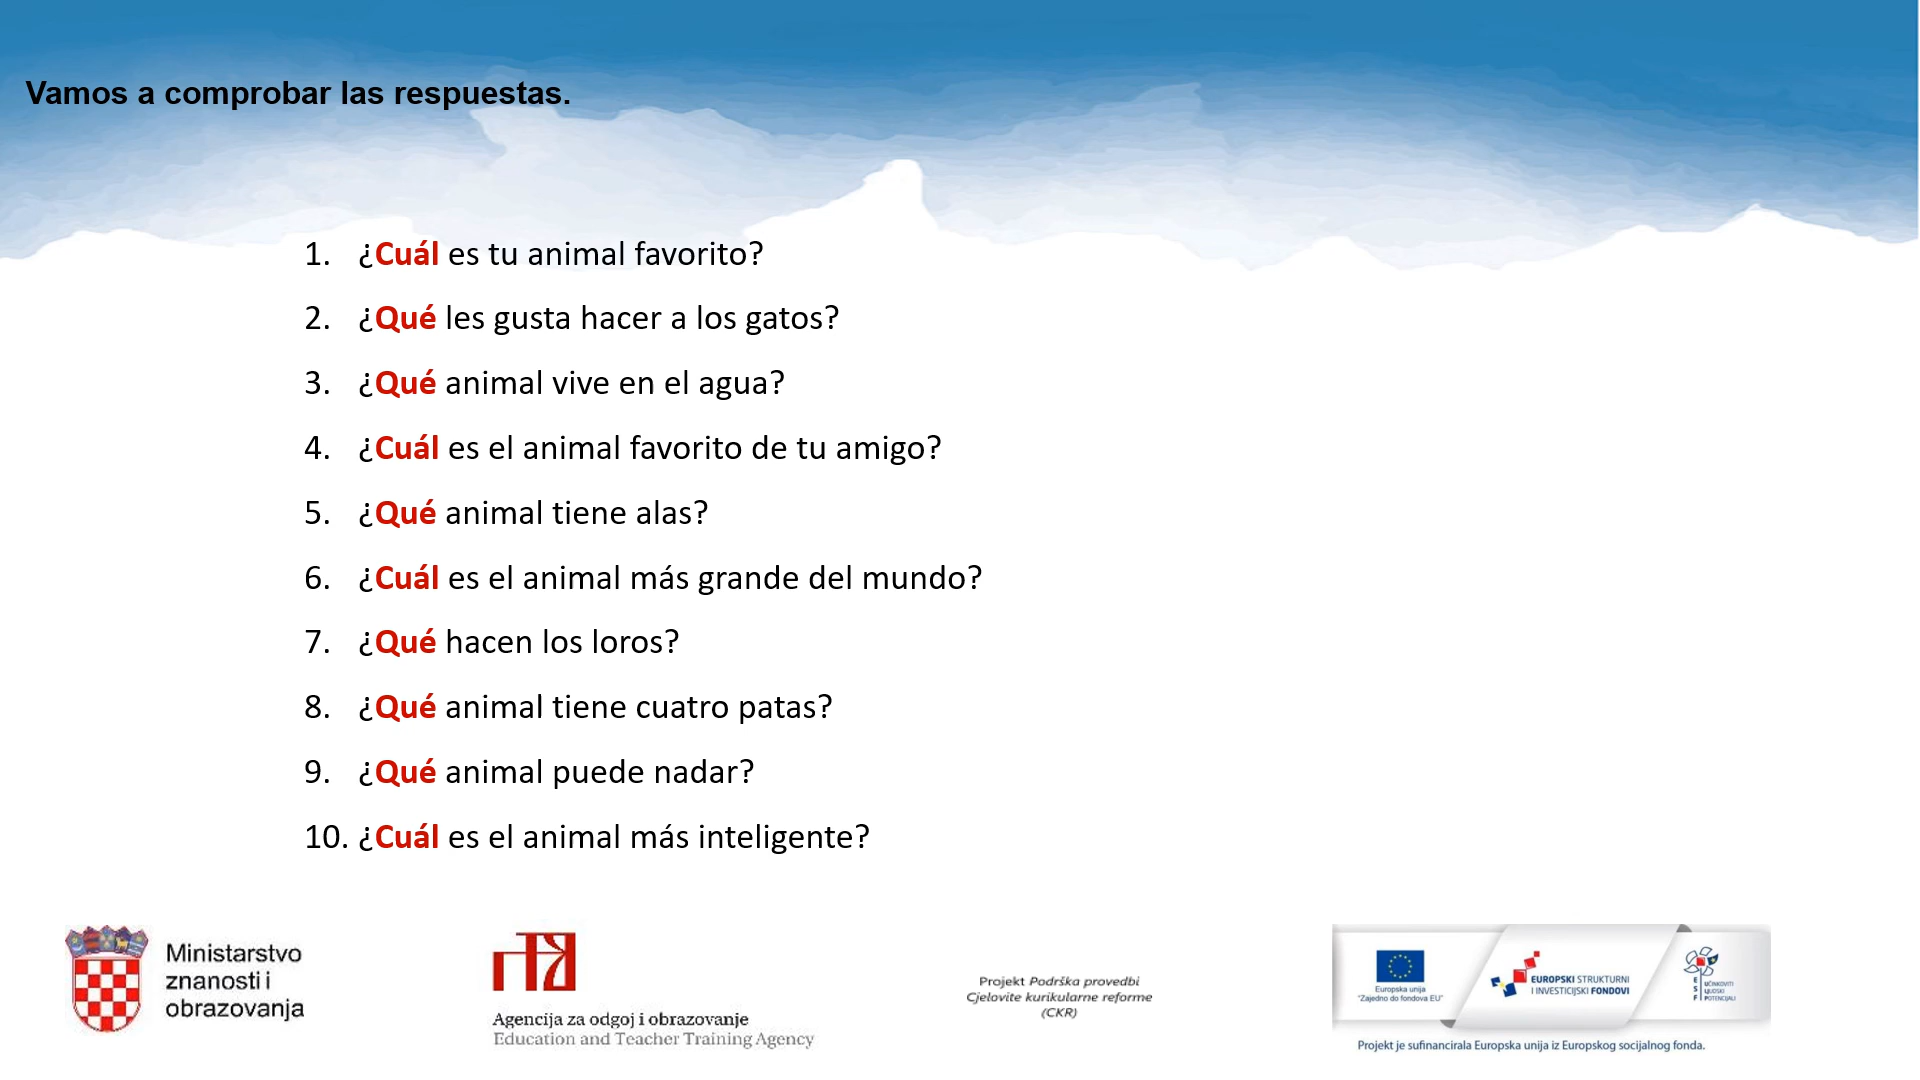 Vamos a comprobar las respuestas.
1. ¿Cuál es tu animal favorito?
2. ¿Qué les gusta hacer a los gatos?
3. ¿Qué animal vive en el agua?
4. ¿Cuál es el animal favorito de tu amigo?
5. ¿Qué animal tiene alas?
6. ¿Cuál es el animal más grande del mundo?
7. ¿Qué hacen los loros?
8. ¿Qué animal tiene cuatro patas?
9. ¿Qué animal puede nadar?
10. ¿Cuál es el animal más inteligente?
Ministarstvo
znanosti i
obrazovanja
Agencija za odgoj i obrazovanje
Education and Teacher Training Agency
Projekt Podrška provedbi
Cjelovite kurikularne reforme
(CKR)
Europska unija
"Zajedno do fondova EU"
EUROPSKI STRUKTURNI
I INVESTICIJSKI FONDOVI
ESF
UČINKOVITI
LJUDSKI
POTENCIJALI
Projekt je sufinancirala Europska unija iz Europskog socijalnog fonda.